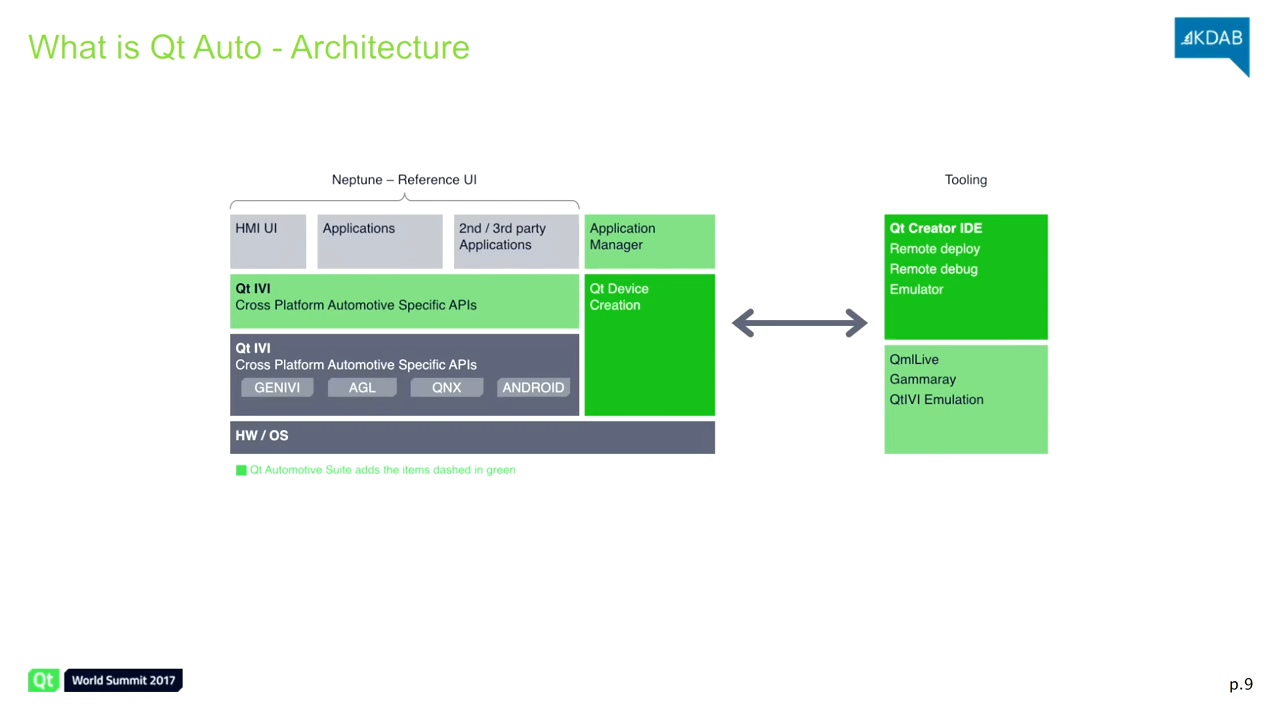 What is Qt Auto - Architecture
KDAB
Neptune – Reference UI
Tooling
HMI UI
Applications
2nd / 3rd party
Applications
Application
Manager
Qt IVI
Cross Platform Automotive Specific APIs
Qt Device
Creation
Qt IVI
Cross Platform Automotive Specific APIs
GENIVI
AGL
QNX
ANDROID
HW / OS
Qt Automotive Suite adds the items dashed in green
Qt Creator IDE
Remote deploy
Remote debug
Emulator
QmlLive
Gammaray
QtIVI Emulation
Qt World Summit 2017
p.9